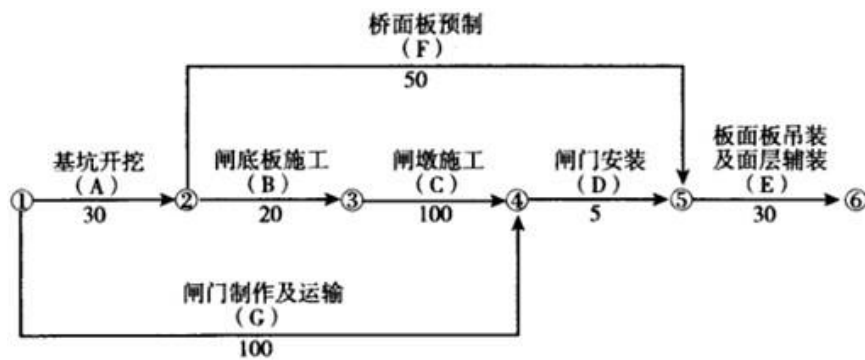 桥面板预制
（F）
50
基坑开挖
（A）
30
闸底板施工
（B）
20
闸墩施工
（C）
100
闸门安装
（D）
5
板面板吊装
及面层辅装
（E）
30
①
②
③
④
⑤
⑥
闸门制作及运输
（G）
100